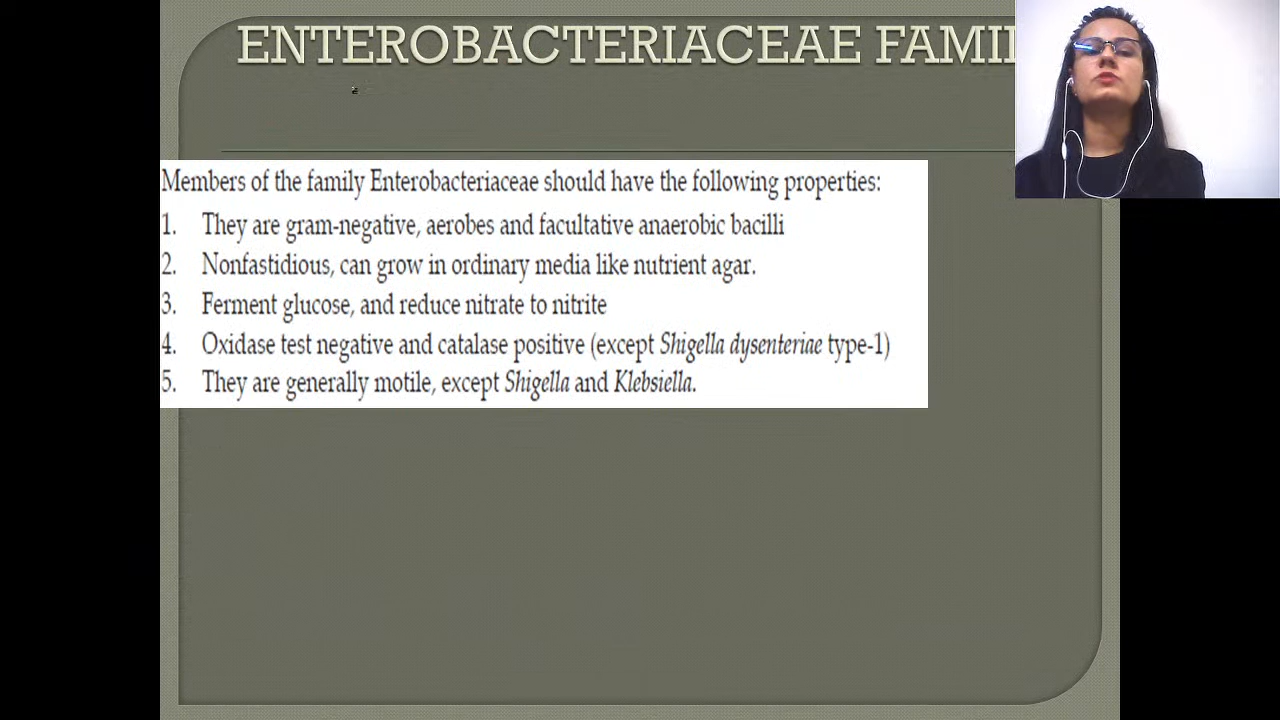 ENTEROBACTERIACEAE FAMI
Members of the family Enterobacteriaceae should have the following properties:
1. They are gram-negative, aerobes and facultative anaerobic bacilli
2. Nonfastidious, can grow in ordinary media like nutrient agar.
3. Ferment glucose, and reduce nitrate to nitrite
4. Oxidase test negative and catalase positive (except Shigella dysenteriae type-1)
5. They are generally motile, except Shigella and Klebsiella.